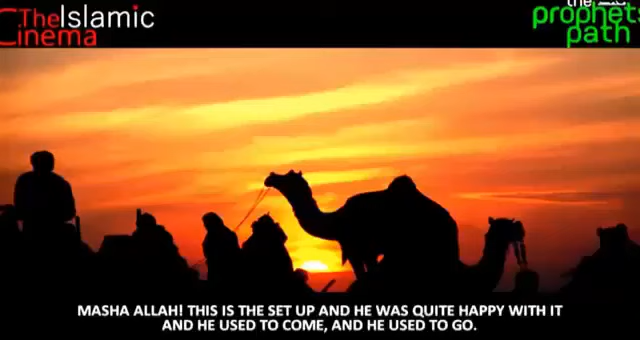 TheIslamic
Cinema
the
prophets
path
MASHA ALLAH! THIS IS THE SET UP AND HE WAS QUITE HAPPY WITH IT
AND HE USED TO COME, AND HE USED TO GO.